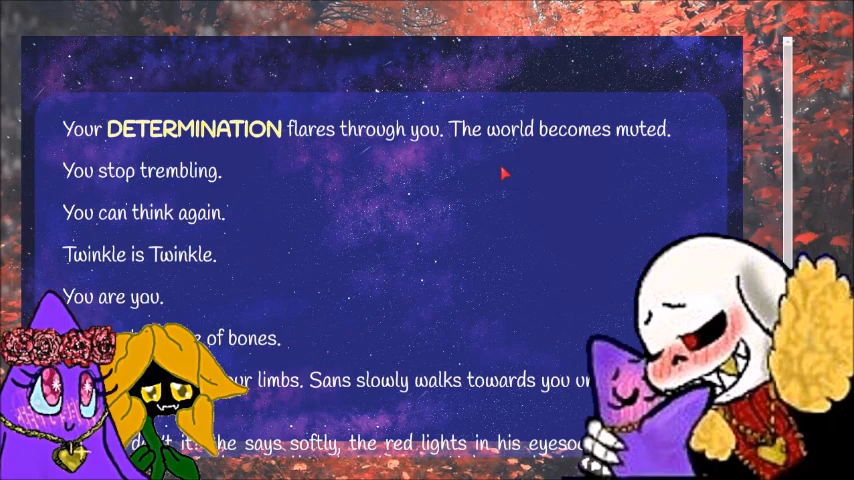 Your DETERMINATION flares through you. The world becomes muted.
You stop trembling.
You can think again.
Twinkle is Twinkle.
You are you.
of bones.
limbs. Sans slowly walks towards you
it. he says softly, the red lights in his